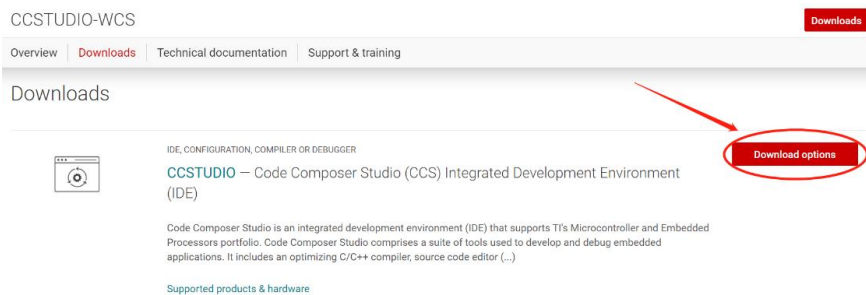 CCSTUDIO-WCS
Downloads
Overview Downloads Technical documentation Support & training
Downloads
IDE, CONFIGURATION, COMPILER OR DEBUGGER
Download options
CCSTUDIO — Code Composer Studio (CCS) Integrated Development Environment
(IDE)
Code Composer Studio is an integrated development environment (IDE) that supports TI's Microcontroller and Embedded
Processors portfolio. Code Composer Studio comprises a suite of tools used to develop and debug embedded
applications. It includes an optimizing C/C++ compiler, source code editor (...)
Supported products & hardware